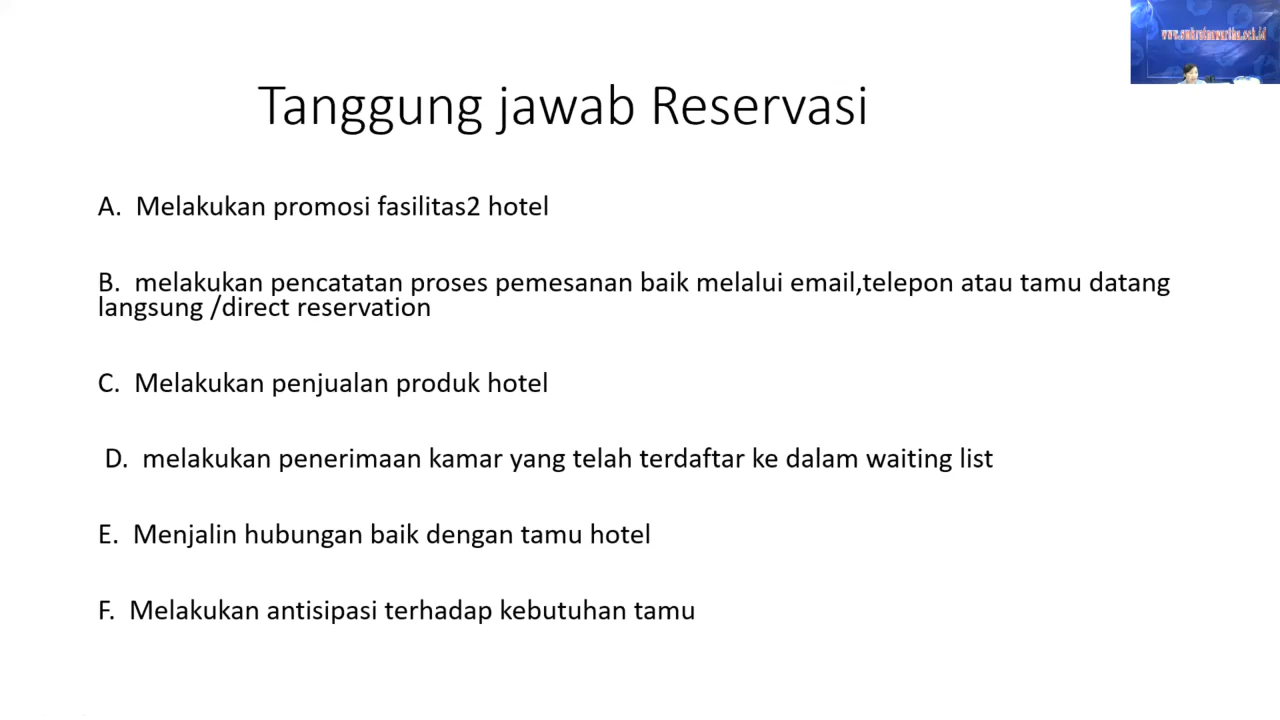 Tanggung jawab Reservasi
A. Melakukan promosi fasilitas2 hotel
B. melakukan pencatatan proses pemesanan baik melalui email,telepon atau tamu datang
langsung /direct reservation
C. Melakukan penjualan produk hotel
D. melakukan penerimaan kamar yang telah terdaftar ke dalam waiting list
E. Menjalin hubungan baik dengan tamu hotel
F. Melakukan antisipasi terhadap kebutuhan tamu